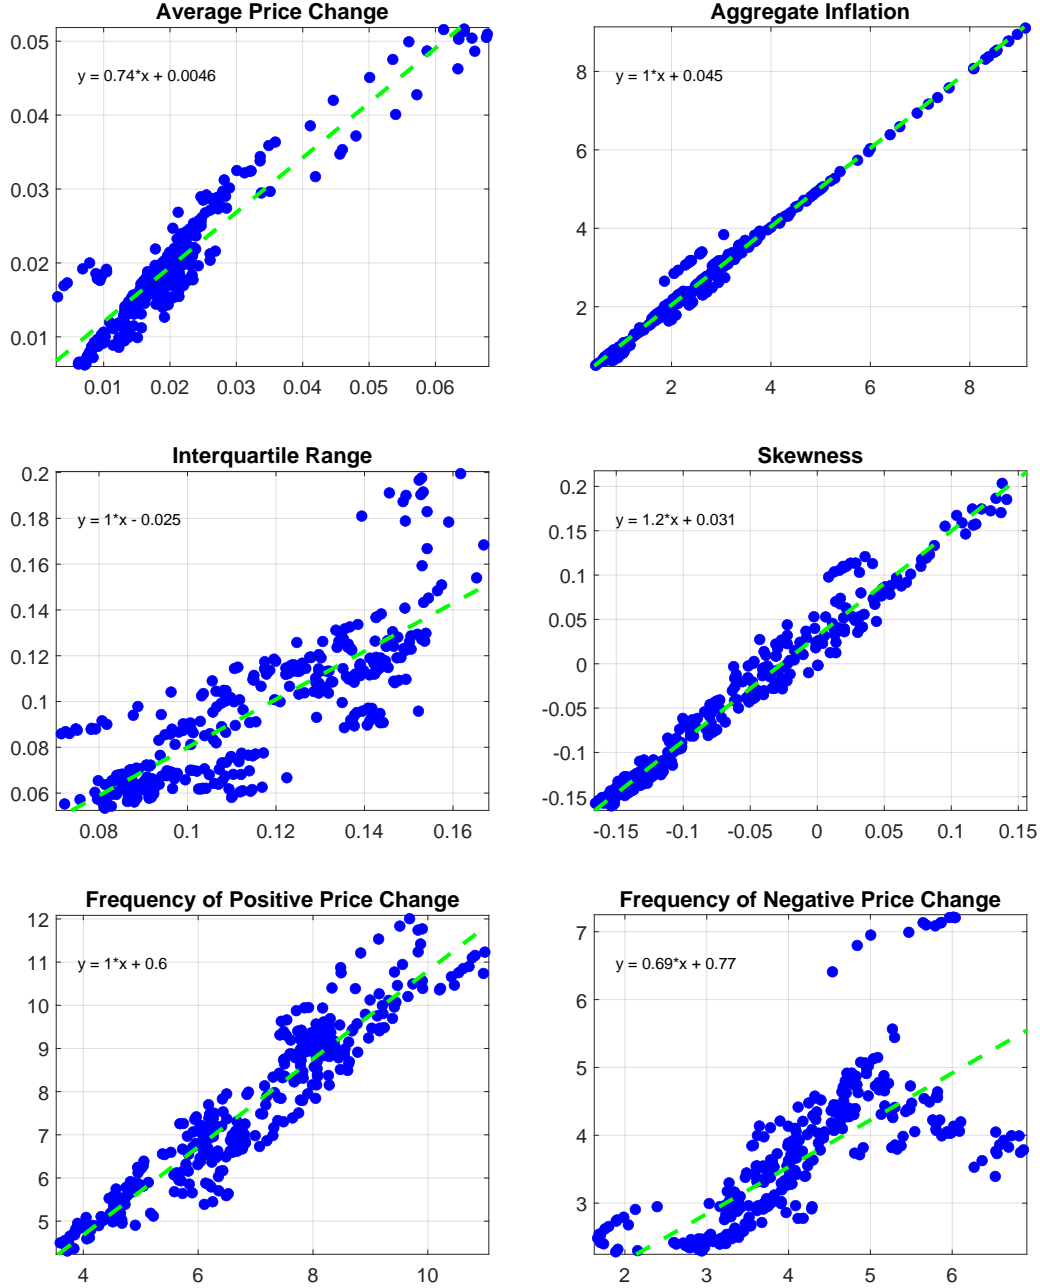 Average Price Change
y = 0.74*x + 0.0046
0.05
0.04
0.03
0.02
0.01
0.01 0.02 0.03 0.04 0.05 0.06
Aggregate Inflation
y = 1*x + 0.045
8
6
4
2
2 4 6 8
Interquartile Range
y = 1*x - 0.025
0.2
0.18
0.16
0.14
0.12
0.1
0.08
0.06
0.08 0.1 0.12 0.14 0.16
Skewness
y = 1.2*x + 0.031
0.2
0.15
0.1
0.05
0
-0.05
-0.1
-0.15
-0.15 -0.1 -0.05 0 0.05 0.1 0.15
Frequency of Positive Price Change
y = 1*x + 0.6
12
11
10
9
8
7
6
5
4 6 8 10
Frequency of Negative Price Change
y = 0.69*x + 0.77
7
6
5
4
3
2 3 4 5 6